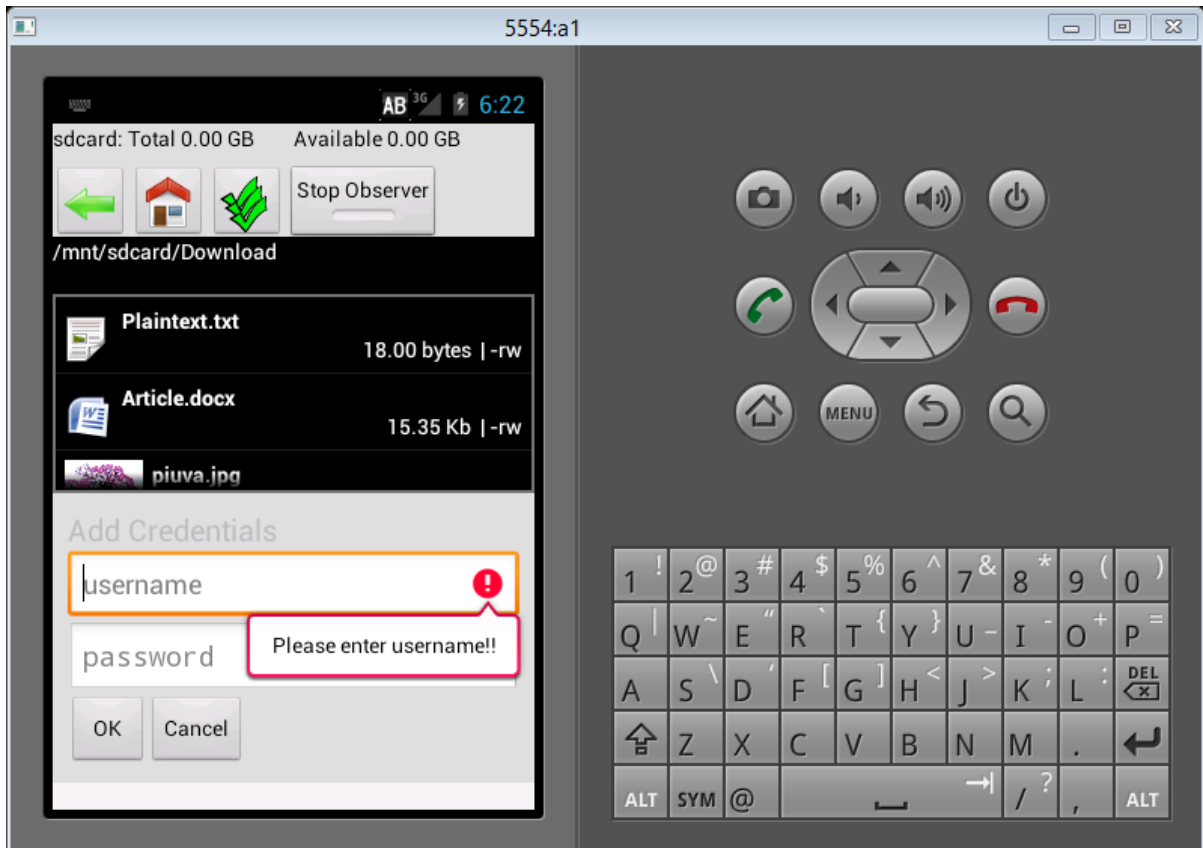 5554:a1
AB 3G 6:22
sdcard: Total 0.00 GB Available 0.00 GB
Stop Observer
/mnt/sdcard/Download
Plaintext.txt
18.00 bytes | -rw
Article.docx
15.35 Kb | -rw
piuva.jpg
Add Credentials
username
Please enter username!!
password
OK Cancel
MENU
1 ! 2 @ 3 # 4 $ 5 % 6 ^ 7 & 8 * 9 ( 0 )
Q | W ~ E " R ` T { Y } U _ I - O + P =
A S \ D ' F [ G ] H < J > K ; L : DEL
Z X C V B N M .
ALT SYM @ / ? , ALT